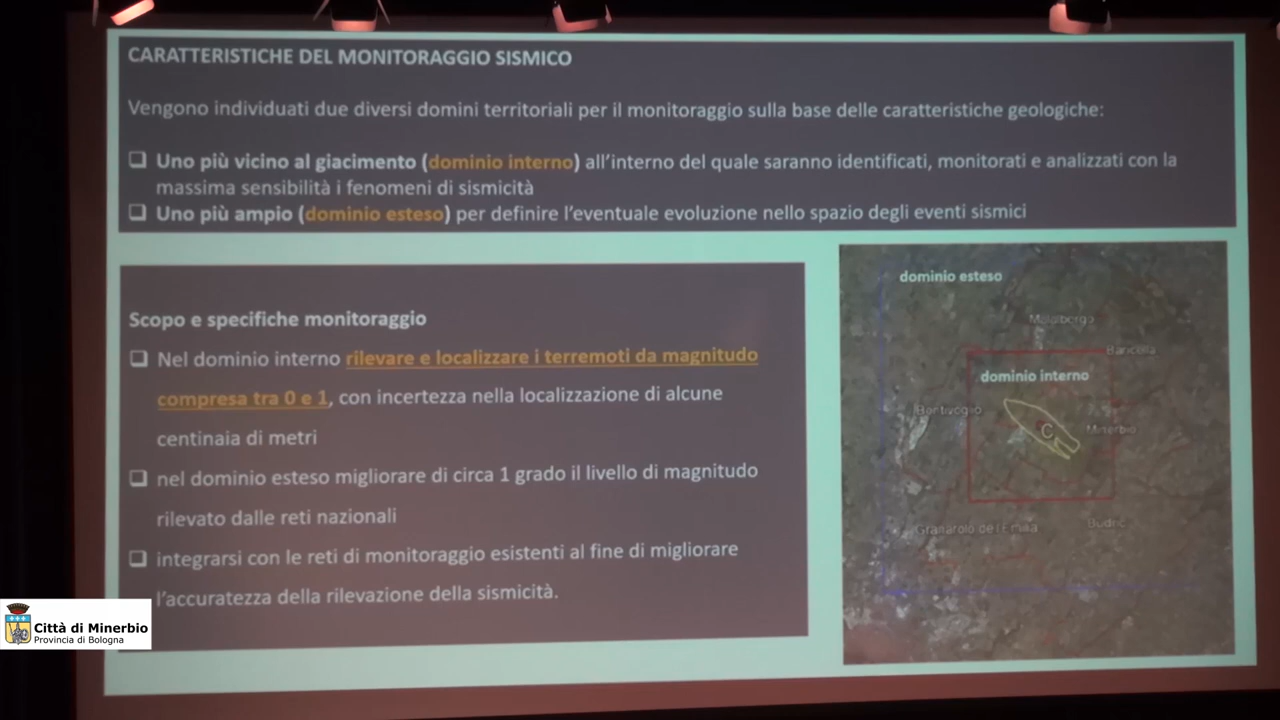 CARATTERISTICHE DEL MONITORAGGIO SISMICO
Vengono individuati due diversi domini territoriali per il monitoraggio sulla base delle caratteristiche geologiche:
❑ Uno più vicino al giacimento (dominio interno) all'interno del quale saranno identificati, monitorati e analizzati con la
massima sensibilità i fenomeni di sismicità
❑ Uno più ampio (dominio esteso) per definire l'eventuale evoluzione nello spazio degli eventi sismici
Scopo e specifiche monitoraggio
❑ Nel dominio interno rilevare e localizzare i terremoti da magnitudo
compresa tra 0 e 1, con incertezza nella localizzazione di alcune
centinaia di metri
❑ nel dominio esteso migliorare di circa 1 grado il livello di magnitudo
rilevato dalle reti nazionali
❑ integrarsi con le reti di monitoraggio esistenti al fine di migliorare
l'accuratezza della rilevazione della sismicità.
dominio esteso
Malalbergo
Baricella
dominio interno
Bentivoglio
C
Minerbio
Granarolo dell'Emilia
Budrio
Città di Minerbio
Provincia di Bologna